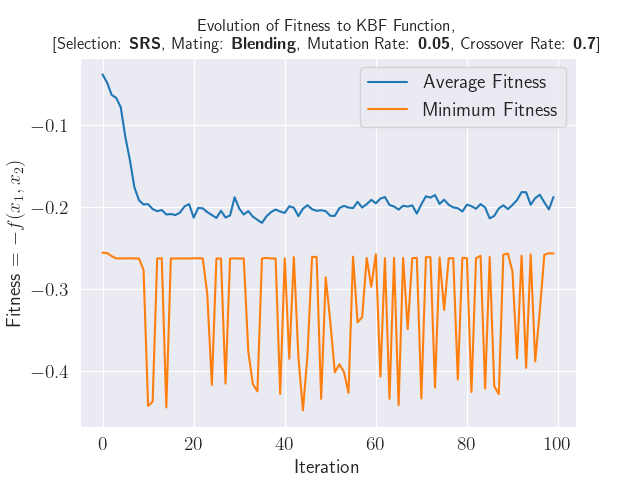 Evolution of Fitness to KBF Function,
[Selection: SRS, Mating: Blending, Mutation Rate: 0.05, Crossover Rate: 0.7]
Average Fitness
Minimum Fitness
−0.1
−0.2
−0.3
−0.4
Fitness = −f(x₁, x₂)
0 20 40 60 80 100
Iteration